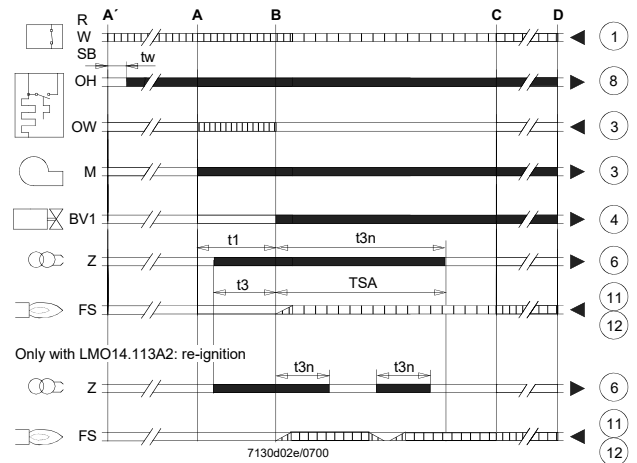 R A´ A B C D
W 1
SB tw
OH 8
OW 3
M 3
BV1 4
t1 t3n
Z 6
t3 TSA
11
FS
12
Only with LMO14.113A2: re-ignition
t3n t3n
Z 6
11
FS
12
7130d02e/0700